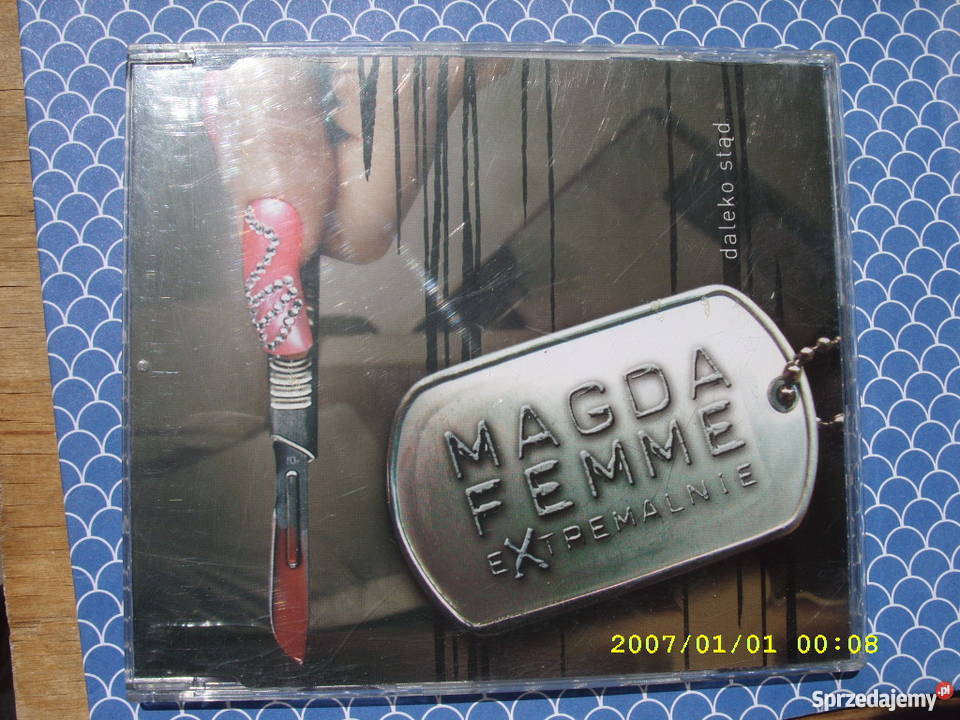 daleko stąd
MAGDA
FEMME
eXTREMALNIE
2007/01/01 00:08
Sprzedajemy.pl